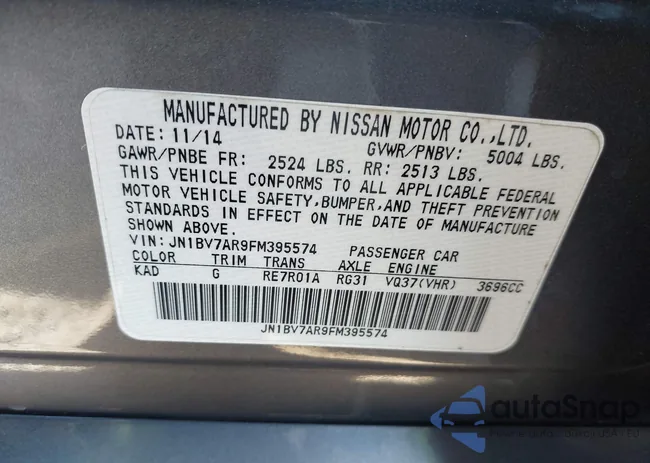 MANUFACTURED BY NISSAN MOTOR CO.,LTD.
DATE: 11/14 GVWR/PNBV: 5004 LBS.
GAWR/PNBE FR: 2524 LBS. RR: 2513 LBS.
THIS VEHICLE CONFORMS TO ALL APPLICABLE FEDERAL
MOTOR VEHICLE SAFETY,BUMPER,AND THEFT PREVENTION
STANDARDS IN EFFECT ON THE DATE OF MANUFACTURE
SHOWN ABOVE.
VIN: JN1BV7AR9FM395574 PASSENGER CAR
COLOR TRIM TRANS AXLE ENGINE
KAD G RE7R01A RG31 VQ37(VHR) 3696CC
JN1BV7AR9FM395574
autoSnap